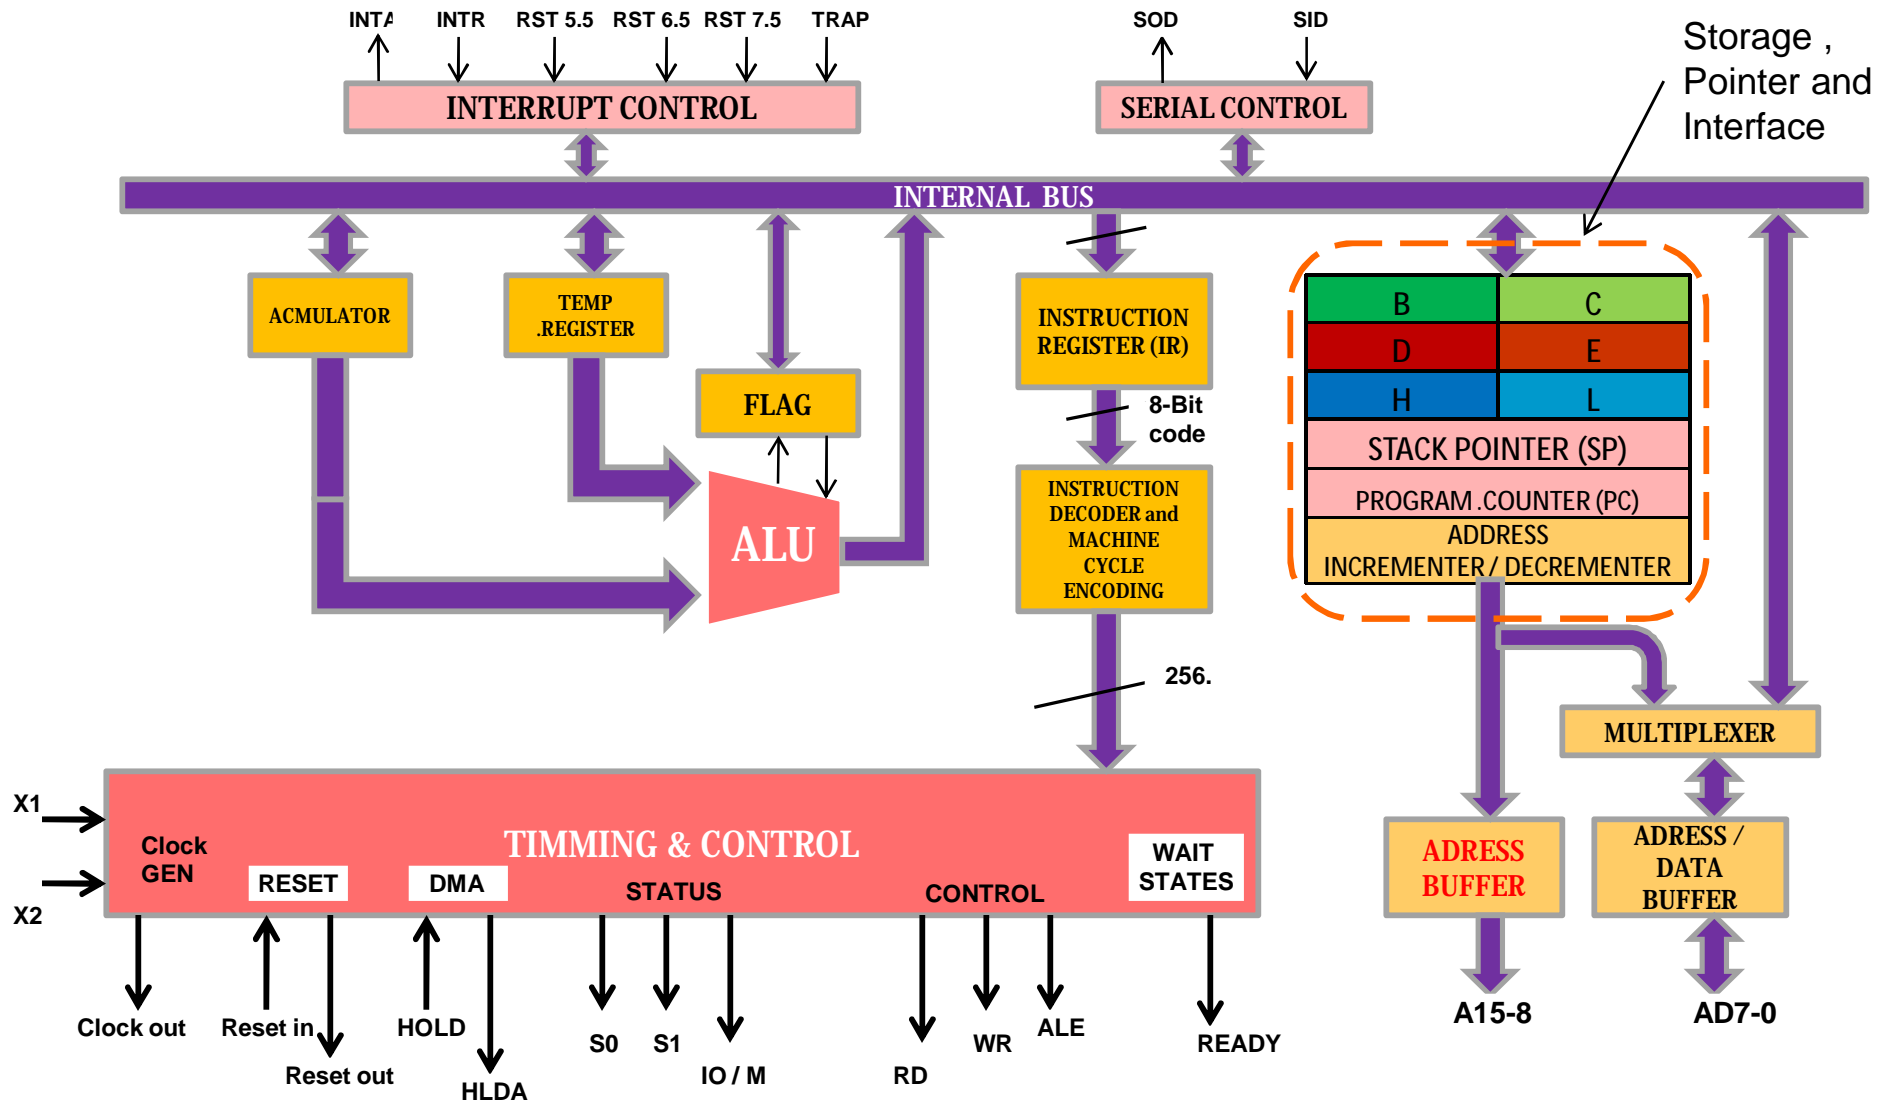 INTA INTR RST 5.5 RST 6.5 RST 7.5 TRAP
SOD SID
Storage ,
Pointer and
Interface
INTERRUPT CONTROL
SERIAL CONTROL
INTERNAL BUS
ACMULATOR
TEMP
.REGISTER
FLAG
ALU
INSTRUCTION
REGISTER (IR)
8-Bit
code
INSTRUCTION
DECODER and
MACHINE
CYCLE
ENCODING
256.
B C
D E
H L
STACK POINTER (SP)
PROGRAM .COUNTER (PC)
ADDRESS
INCREMENTER / DECREMENTER
MULTIPLEXER
ADRESS
BUFFER
ADRESS /
DATA
BUFFER
A15-8
AD7-0
X1
X2
TIMMING & CONTROL
Clock
GEN
RESET
DMA
STATUS
CONTROL
WAIT
STATES
Clock out
Reset in
Reset out
HOLD
HLDA
S0
S1
IO / M
RD
WR
ALE
READY